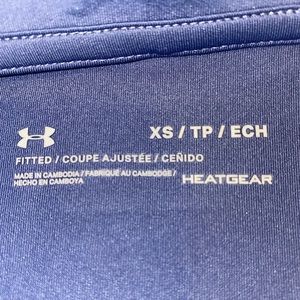 XS / TP / ECH
FITTED / COUPE AJUSTÉE / CEÑIDO
MADE IN CAMBODIA / FABRIQUÉ AU CAMBODGE /
HECHO EN CAMBOYA
HEATGEAR